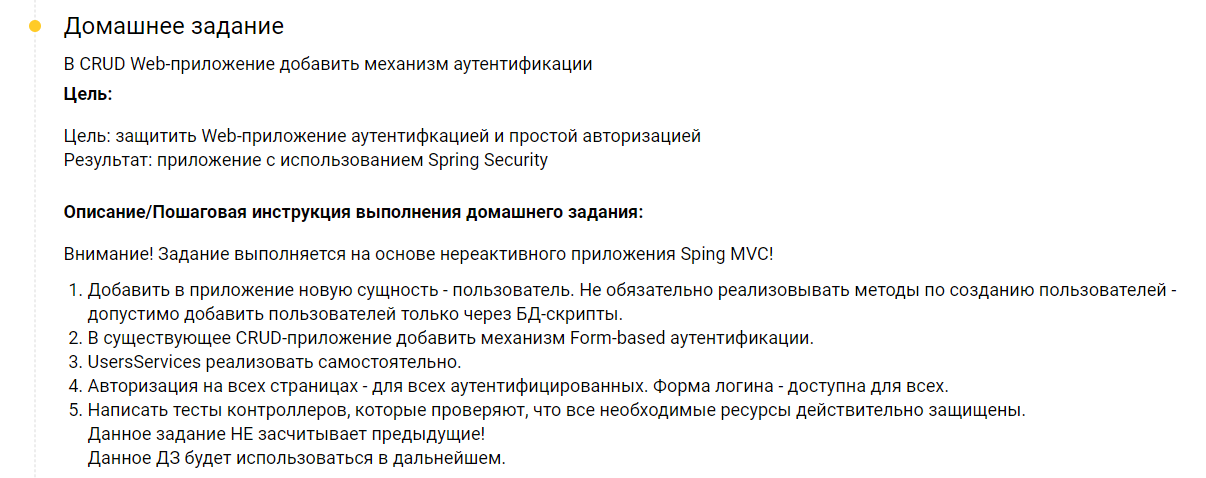 Домашнее задание
В CRUD Web-приложение добавить механизм аутентификации
Цель:
Цель: защитить Web-приложение аутентифкацией и простой авторизацией
Результат: приложение с использованием Spring Security
Описание/Пошаговая инструкция выполнения домашнего задания:
Внимание! Задание выполняется на основе нереактивного приложения Sping MVC!
1. Добавить в приложение новую сущность - пользователь. Не обязательно реализовывать методы по созданию пользователей -
допустимо добавить пользователей только через БД-скрипты.
2. В существующее CRUD-приложение добавить механизм Form-based аутентификации.
3. UsersServices реализовать самостоятельно.
4. Авторизация на всех страницах - для всех аутентифицированных. Форма логина - доступна для всех.
5. Написать тесты контроллеров, которые проверяют, что все необходимые ресурсы действительно защищены.
Данное задание НЕ засчитывает предыдущие!
Данное ДЗ будет использоваться в дальнейшем.